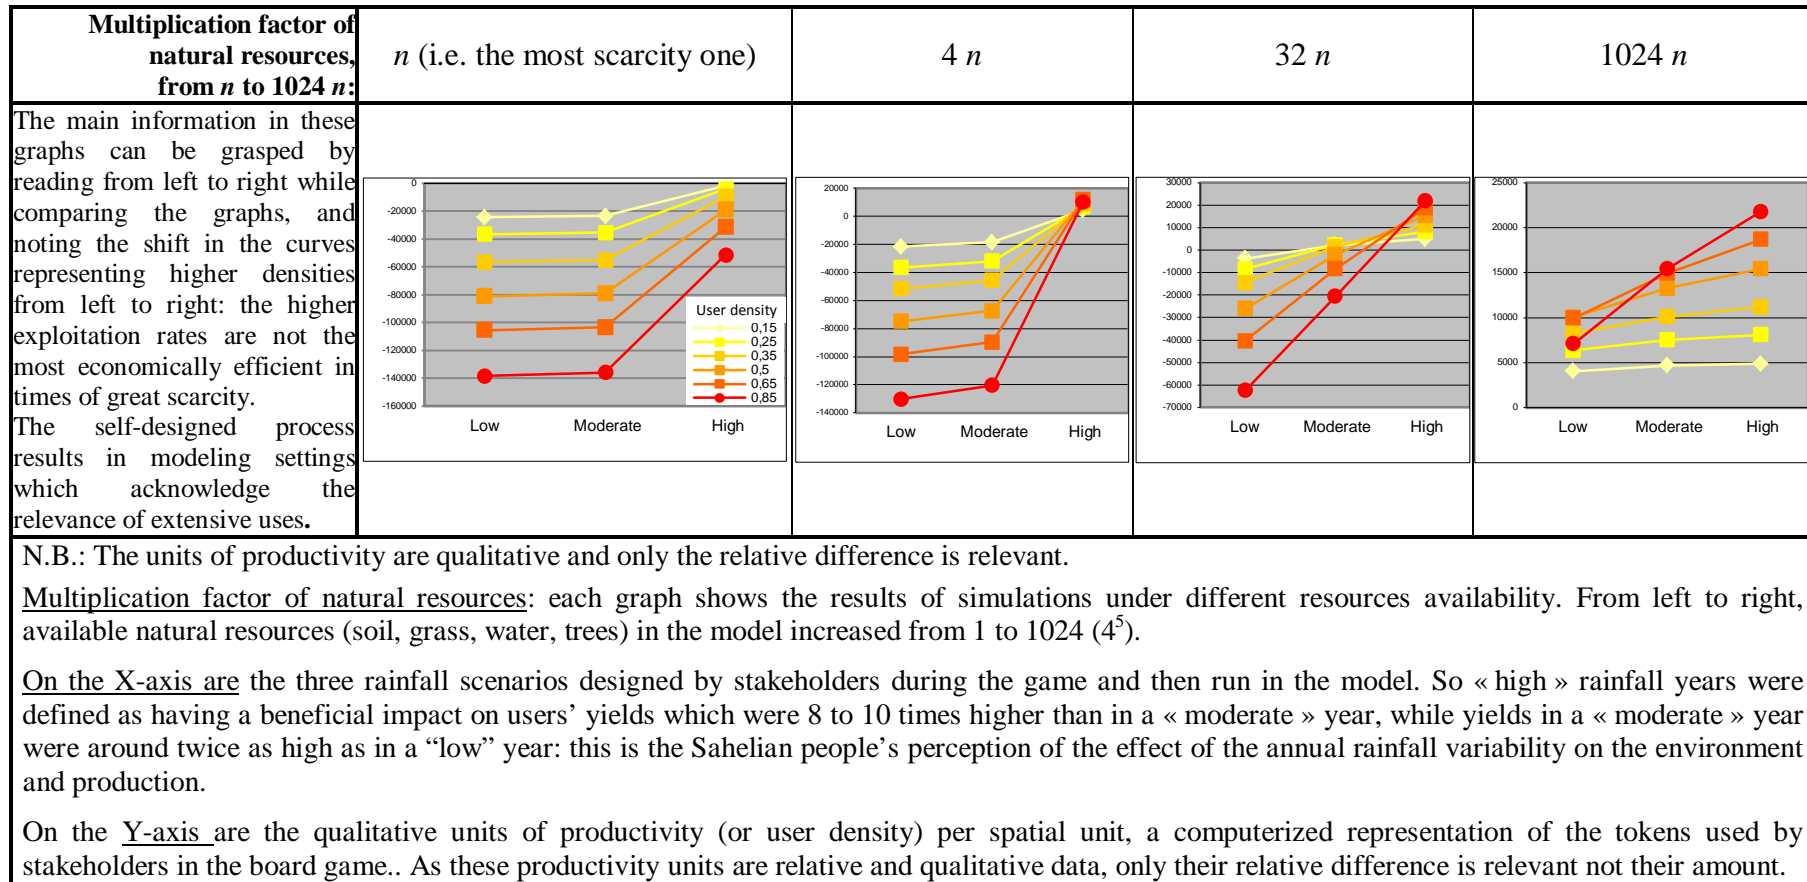 Multiplication factor of
natural resources,
from n to 1024 n:
n (i.e. the most scarcity one)
4 n
32 n
1024 n
The main information in these
graphs can be grasped by
reading from left to right while
comparing the graphs, and
noting the shift in the curves
representing higher densities
from left to right: the higher
exploitation rates are not the
most economically efficient in
times of great scarcity.
The self-designed process
results in modeling settings
which acknowledge the
relevance of extensive uses.
0
-20000
-40000
-60000
-80000
-100000
-120000
-140000
-160000
Low Moderate High
User density
0,15
0,25
0,35
0,5
0,65
0,85
20000
0
-20000
-40000
-60000
-80000
-100000
-120000
-140000
Low Moderate High
30000
20000
10000
0
-10000
-20000
-30000
-40000
-50000
-60000
-70000
Low Moderate High
25000
20000
15000
10000
5000
0
Low Moderate High
N.B.: The units of productivity are qualitative and only the relative difference is relevant.
Multiplication factor of natural resources: each graph shows the results of simulations under different resources availability. From left to right,
available natural resources (soil, grass, water, trees) in the model increased from 1 to 1024 (4⁵).
On the X-axis are the three rainfall scenarios designed by stakeholders during the game and then run in the model. So « high » rainfall years were
defined as having a beneficial impact on users’ yields which were 8 to 10 times higher than in a « moderate » year, while yields in a « moderate » year
were around twice as high as in a “low” year: this is the Sahelian people’s perception of the effect of the annual rainfall variability on the environment
and production.
On the Y-axis are the qualitative units of productivity (or user density) per spatial unit, a computerized representation of the tokens used by
stakeholders in the board game.. As these productivity units are relative and qualitative data, only their relative difference is relevant not their amount.